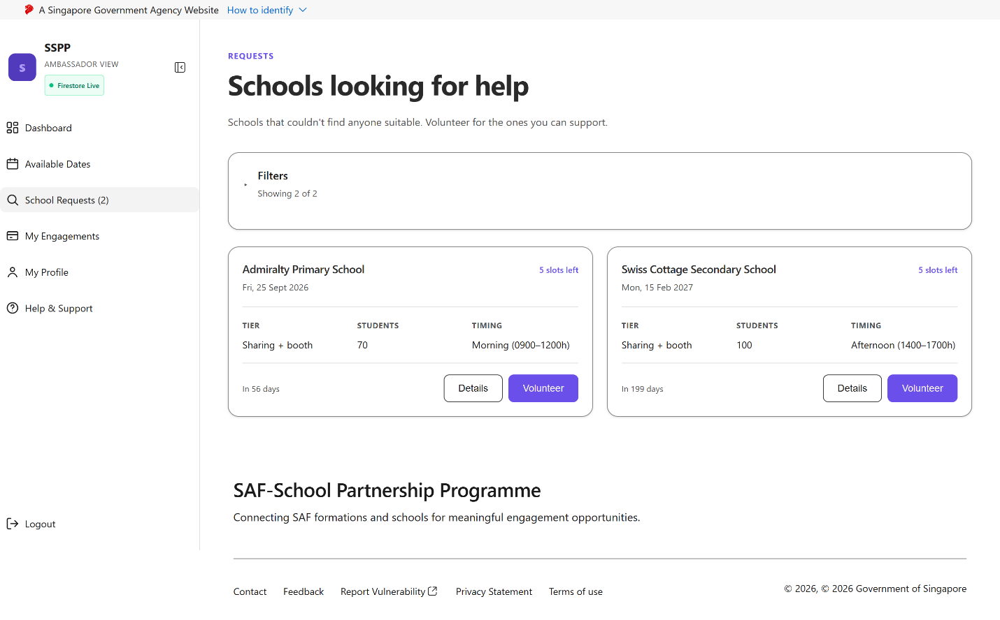 A Singapore Government Agency Website How to identify
SSPP
S
AMBASSADOR VIEW
Firestore Live
Dashboard
Available Dates
School Requests (2)
My Engagements
My Profile
Help & Support
Logout
REQUESTS
Schools looking for help
Schools that couldn't find anyone suitable. Volunteer for the ones you can support.
Filters
Showing 2 of 2
Admiralty Primary School 5 slots left
Fri, 25 Sept 2026
TIER STUDENTS TIMING
Sharing + booth 70 Morning (0900–1200h)
In 56 days Details Volunteer
Swiss Cottage Secondary School 5 slots left
Mon, 15 Feb 2027
TIER STUDENTS TIMING
Sharing + booth 100 Afternoon (1400–1700h)
In 199 days Details Volunteer
SAF-School Partnership Programme
Connecting SAF formations and schools for meaningful engagement opportunities.
Contact Feedback Report Vulnerability Privacy Statement Terms of use
© 2026, © 2026 Government of Singapore